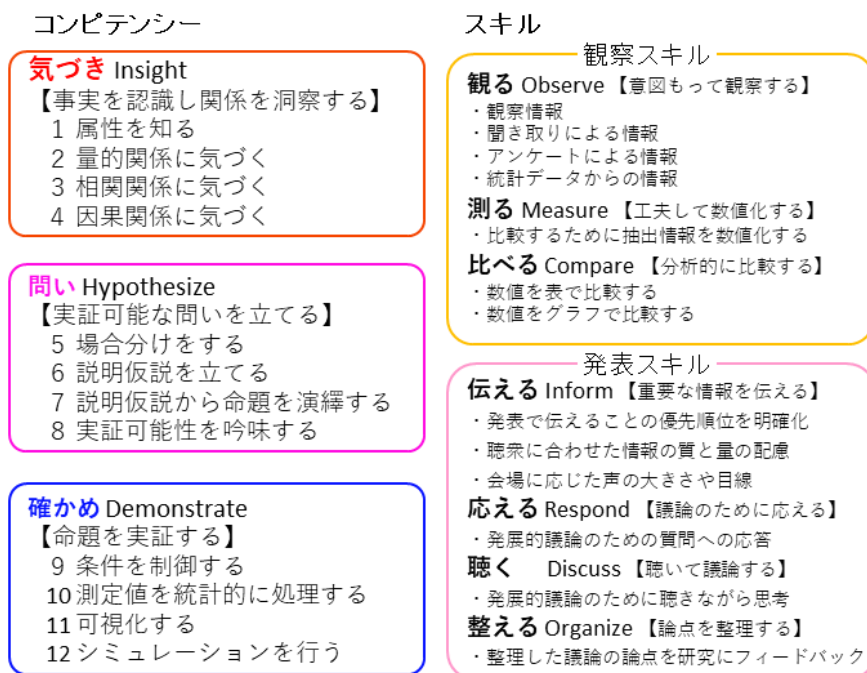 コンピテンシー
気づき Insight
【事実を認識し関係を洞察する】
1 属性を知る
2 量的関係に気づく
3 相関関係に気づく
4 因果関係に気づく
問い Hypothesize
【実証可能な問いを立てる】
5 場合分けをする
6 説明仮説を立てる
7 説明仮説から命題を演繹する
8 実証可能性を吟味する
確かめ Demonstrate
【命題を実証する】
9 条件を制御する
10 測定値を統計的に処理する
11 可視化する
12 シミュレーションを行う
スキル
観察スキル
観る Observe 【意図もって観察する】
・観察情報
・聞き取りによる情報
・アンケートによる情報
・統計データからの情報
測る Measure 【工夫して数値化する】
・比較するために抽出情報を数値化する
比べる Compare 【分析的に比較する】
・数値を表で比較する
・数値をグラフで比較する
発表スキル
伝える Inform 【重要な情報を伝える】
・発表で伝えることの優先順位を明確化
・聴衆に合わせた情報の質と量の配慮
・会場に応じた声の大きさや目線
応える Respond 【議論のために応える】
・発展的議論のための質問への応答
聴く Discuss 【聴いて議論する】
・発展的議論のために聴きながら思考
整える Organize 【論点を整理する】
・整理した議論の論点を研究にフィードバック